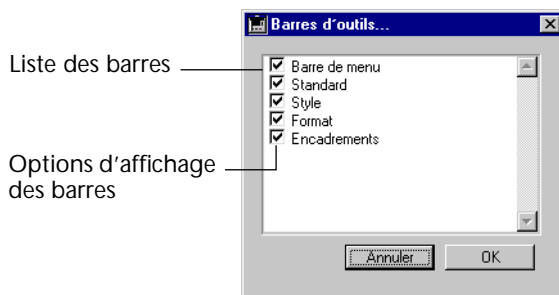 Barres d'outils...
Liste des barres
Barre de menu
Standard
Style
Format
Encadrements
Options d'affichage
des barres
Annuler
OK